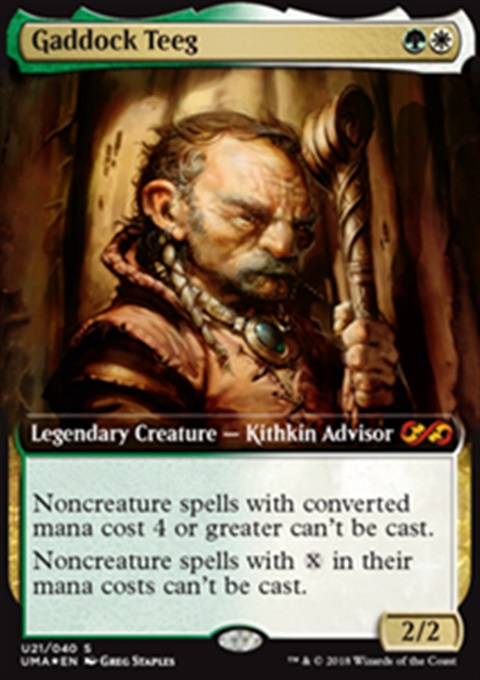 Gaddock Teeg
Legendary Creature — Kithkin Advisor
Noncreature spells with converted
mana cost 4 or greater can't be cast.
Noncreature spells with X in their
mana costs can't be cast.
2/2
U21/040 S
UMA★EN Greg Staples
™ & © 2018 Wizards of the Coast